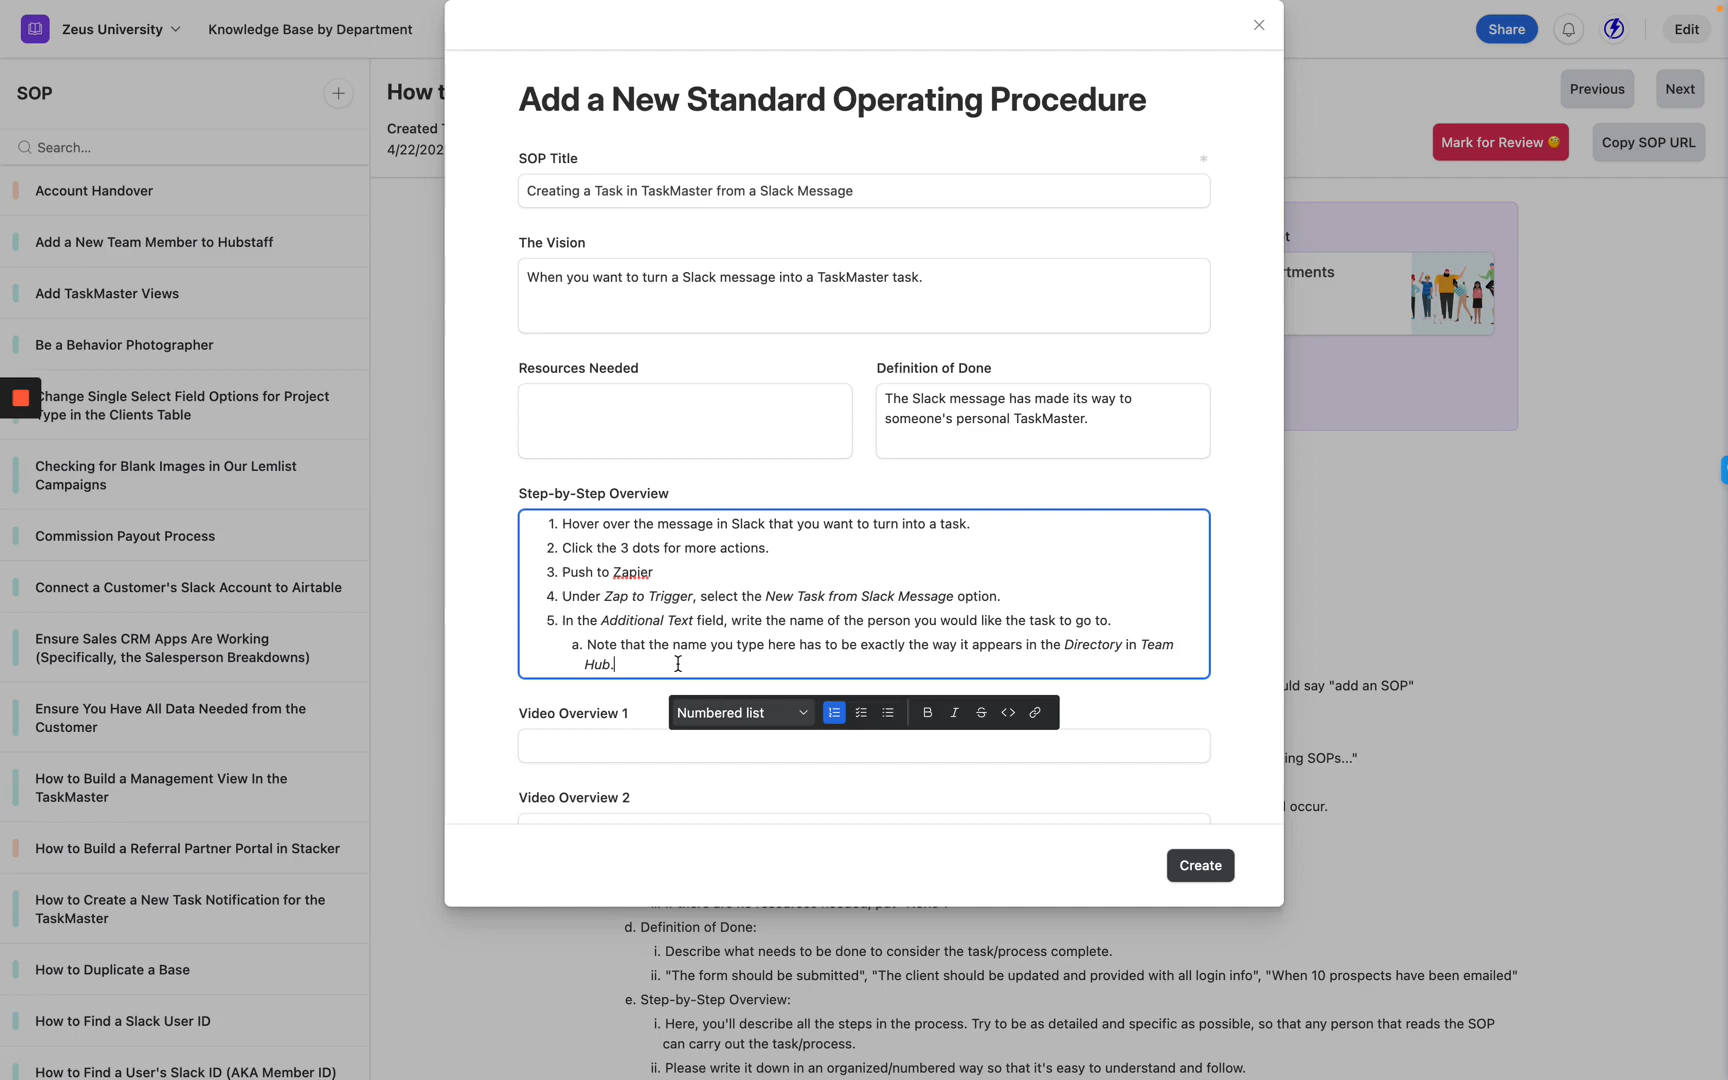 Zeus University
Knowledge Base by Department
Share
Edit
SOP
Search...
Account Handover
Add a New Team Member to Hubstaff
Add TaskMaster Views
Be a Behavior Photographer
Change Single Select Field Options for Project
Type in the Clients Table
Checking for Blank Images in Our Lemlist
Campaigns
Commission Payout Process
Connect a Customer's Slack Account to Airtable
Ensure Sales CRM Apps Are Working
(Specifically, the Salesperson Breakdowns)
Ensure You Have All Data Needed from the
Customer
How to Build a Management View In the
TaskMaster
How to Build a Referral Partner Portal in Stacker
How to Create a New Task Notification for the
TaskMaster
How to Duplicate a Base
How to Find a Slack User ID
How to Find a User's Slack ID (AKA Member ID)
How t
Created T
4/22/202
Previous
Next
Mark for Review
Copy SOP URL
Add a New Standard Operating Procedure
SOP Title *
Creating a Task in TaskMaster from a Slack Message
The Vision
When you want to turn a Slack message into a TaskMaster task.
Resources Needed
Definition of Done
The Slack message has made its way to
someone's personal TaskMaster.
Step-by-Step Overview
1. Hover over the message in Slack that you want to turn into a task.
2. Click the 3 dots for more actions.
3. Push to Zapier
4. Under Zap to Trigger, select the New Task from Slack Message option.
5. In the Additional Text field, write the name of the person you would like the task to go to.
a. Note that the name you type here has to be exactly the way it appears in the Directory in Team
Hub.
Video Overview 1
Numbered list
Video Overview 2
Create
t
rtments
uld say "add an SOP"
ing SOPs..."
l occur.
d. Definition of Done:
i. Describe what needs to be done to consider the task/process complete.
ii. "The form should be submitted", "The client should be updated and provided with all login info", "When 10 prospects have been emailed"
e. Step-by-Step Overview:
i. Here, you'll describe all the steps in the process. Try to be as detailed and specific as possible, so that any person that reads the SOP
can carry out the task/process.
ii. Please write it down in an organized/numbered way so that it's easy to understand and follow.